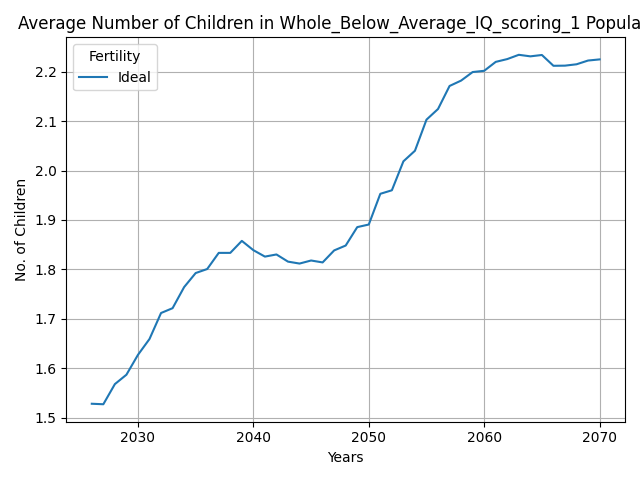 Average Number of Children in Whole_Below_Average_IQ_scoring_1 Popula
Fertility
Ideal
2.2
2.1
2.0
1.9
1.8
1.7
1.6
1.5
No. of Children
2030 2040 2050 2060 2070
Years